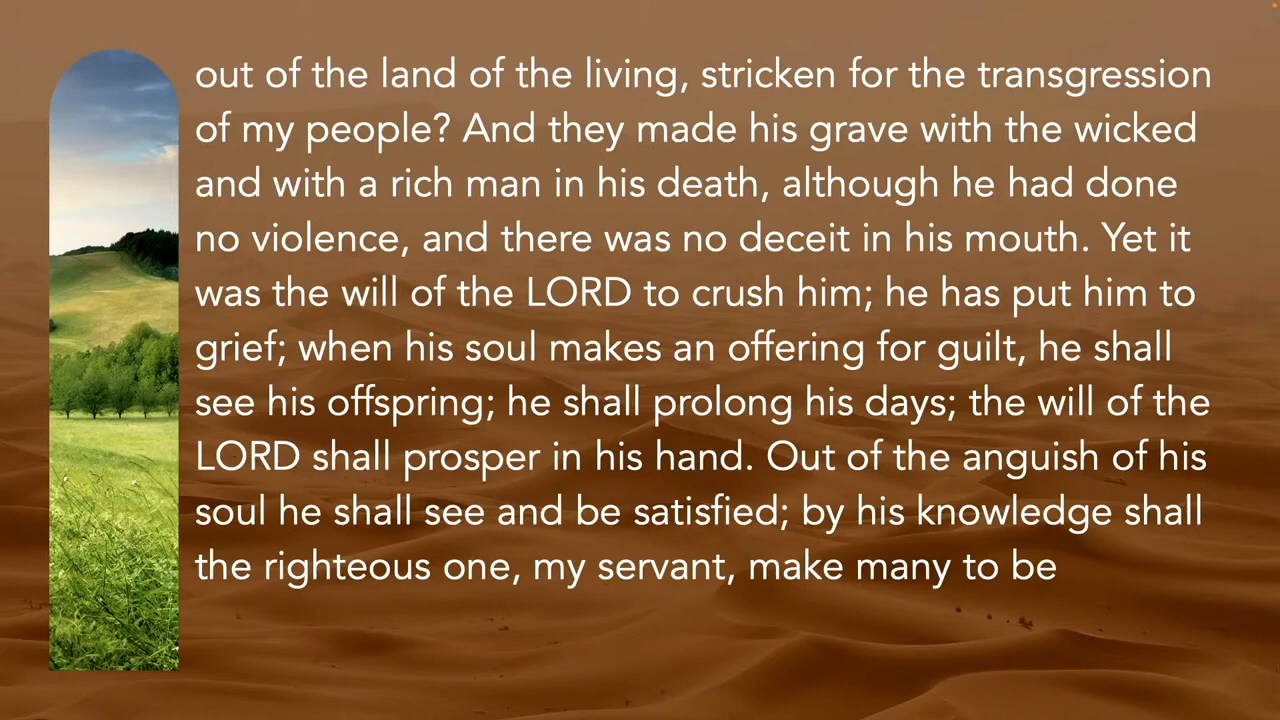 out of the land of the living, stricken for the transgression
of my people? And they made his grave with the wicked
and with a rich man in his death, although he had done
no violence, and there was no deceit in his mouth. Yet it
was the will of the LORD to crush him; he has put him to
grief; when his soul makes an offering for guilt, he shall
see his offspring; he shall prolong his days; the will of the
LORD shall prosper in his hand. Out of the anguish of his
soul he shall see and be satisfied; by his knowledge shall
the righteous one, my servant, make many to be